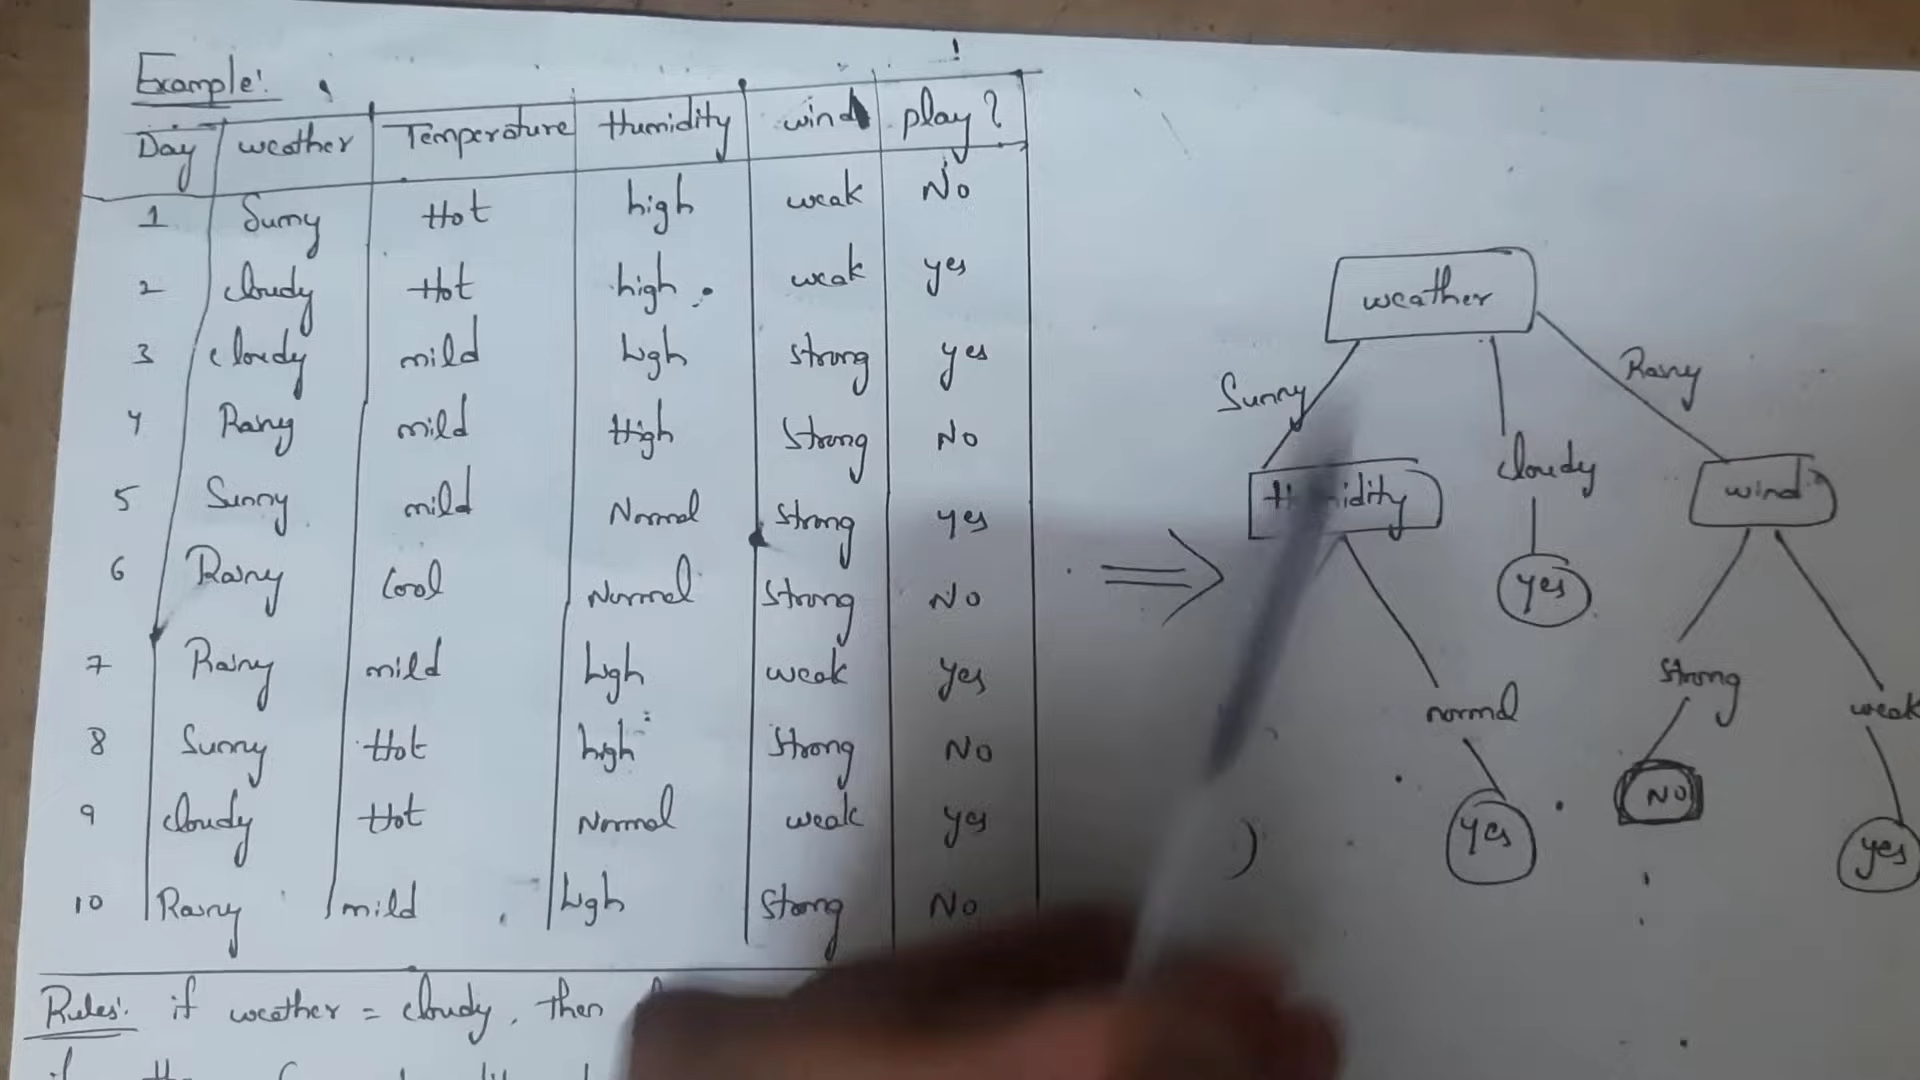 Example:
Day weather Temperature Humidity wind play?
1 Sunny Hot high weak No
2 cloudy Hot high weak yes
3 cloudy mild high strong yes
4 Rainy mild High Strong No
5 Sunny mild Normal Strong yes
6 Rainy Cool Normal Strong No
7 Rainy mild high weak yes
8 Sunny Hot high Strong No
9 cloudy Hot Normal weak yes
10 Rainy mild high Strong No
Rules: if weather = cloudy, then
weather
Sunny
cloudy
Rainy
Humidity
yes
wind
normal
yes
strong
weak
NO
yes